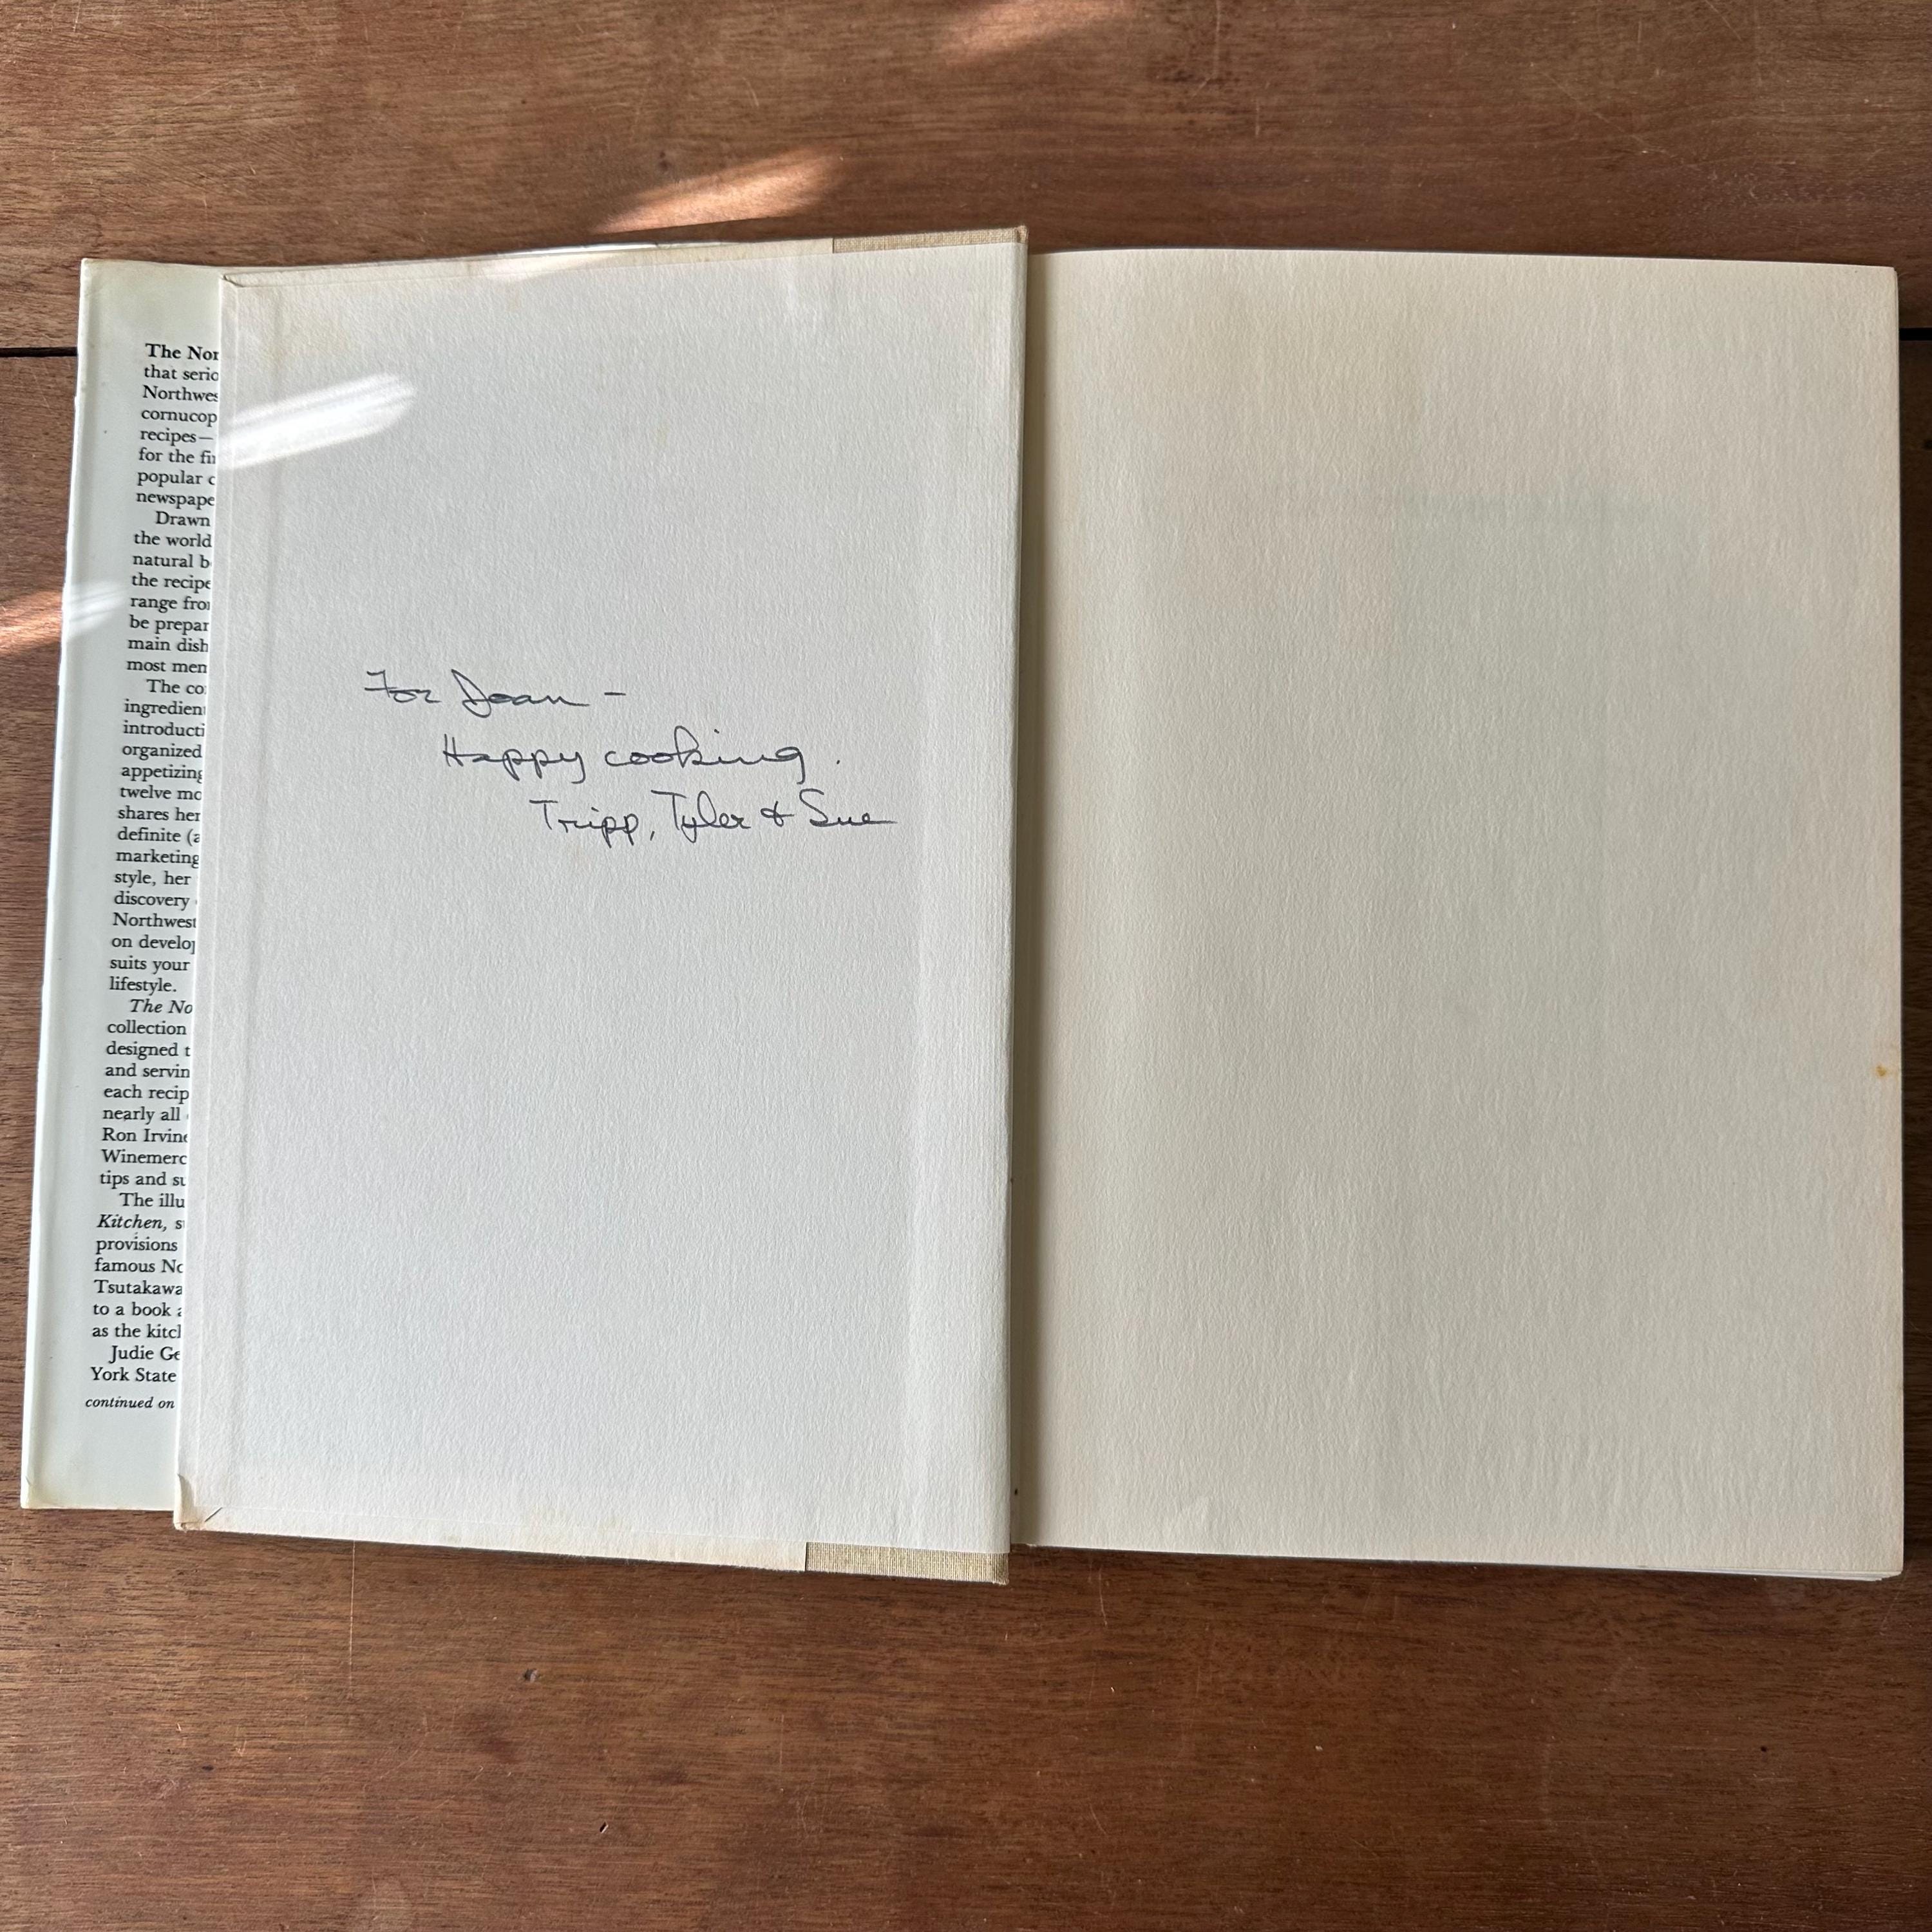 The Nor
that serio
Northwes
cornucop
recipes—
for the fi
popular c
newspape
Drawn
the world
natural b
the recipe
range fro
be prepar
main dish
most men
The co
ingredien
introducti
organized
appetizing
twelve mo
shares her
definite (a
marketing
style, her
discovery
Northwest
on develop
suits your
lifestyle.
The No
collection
designed t
and servin
each recip
nearly all
Ron Irvine
Winemerc
tips and su
The illu
Kitchen, s
provisions
famous No
Tsutakawa
to a book a
as the kitch
Judie Ge
York State
continued on
For Joan –
Happy cooking.
Tripp, Tyler & Sue